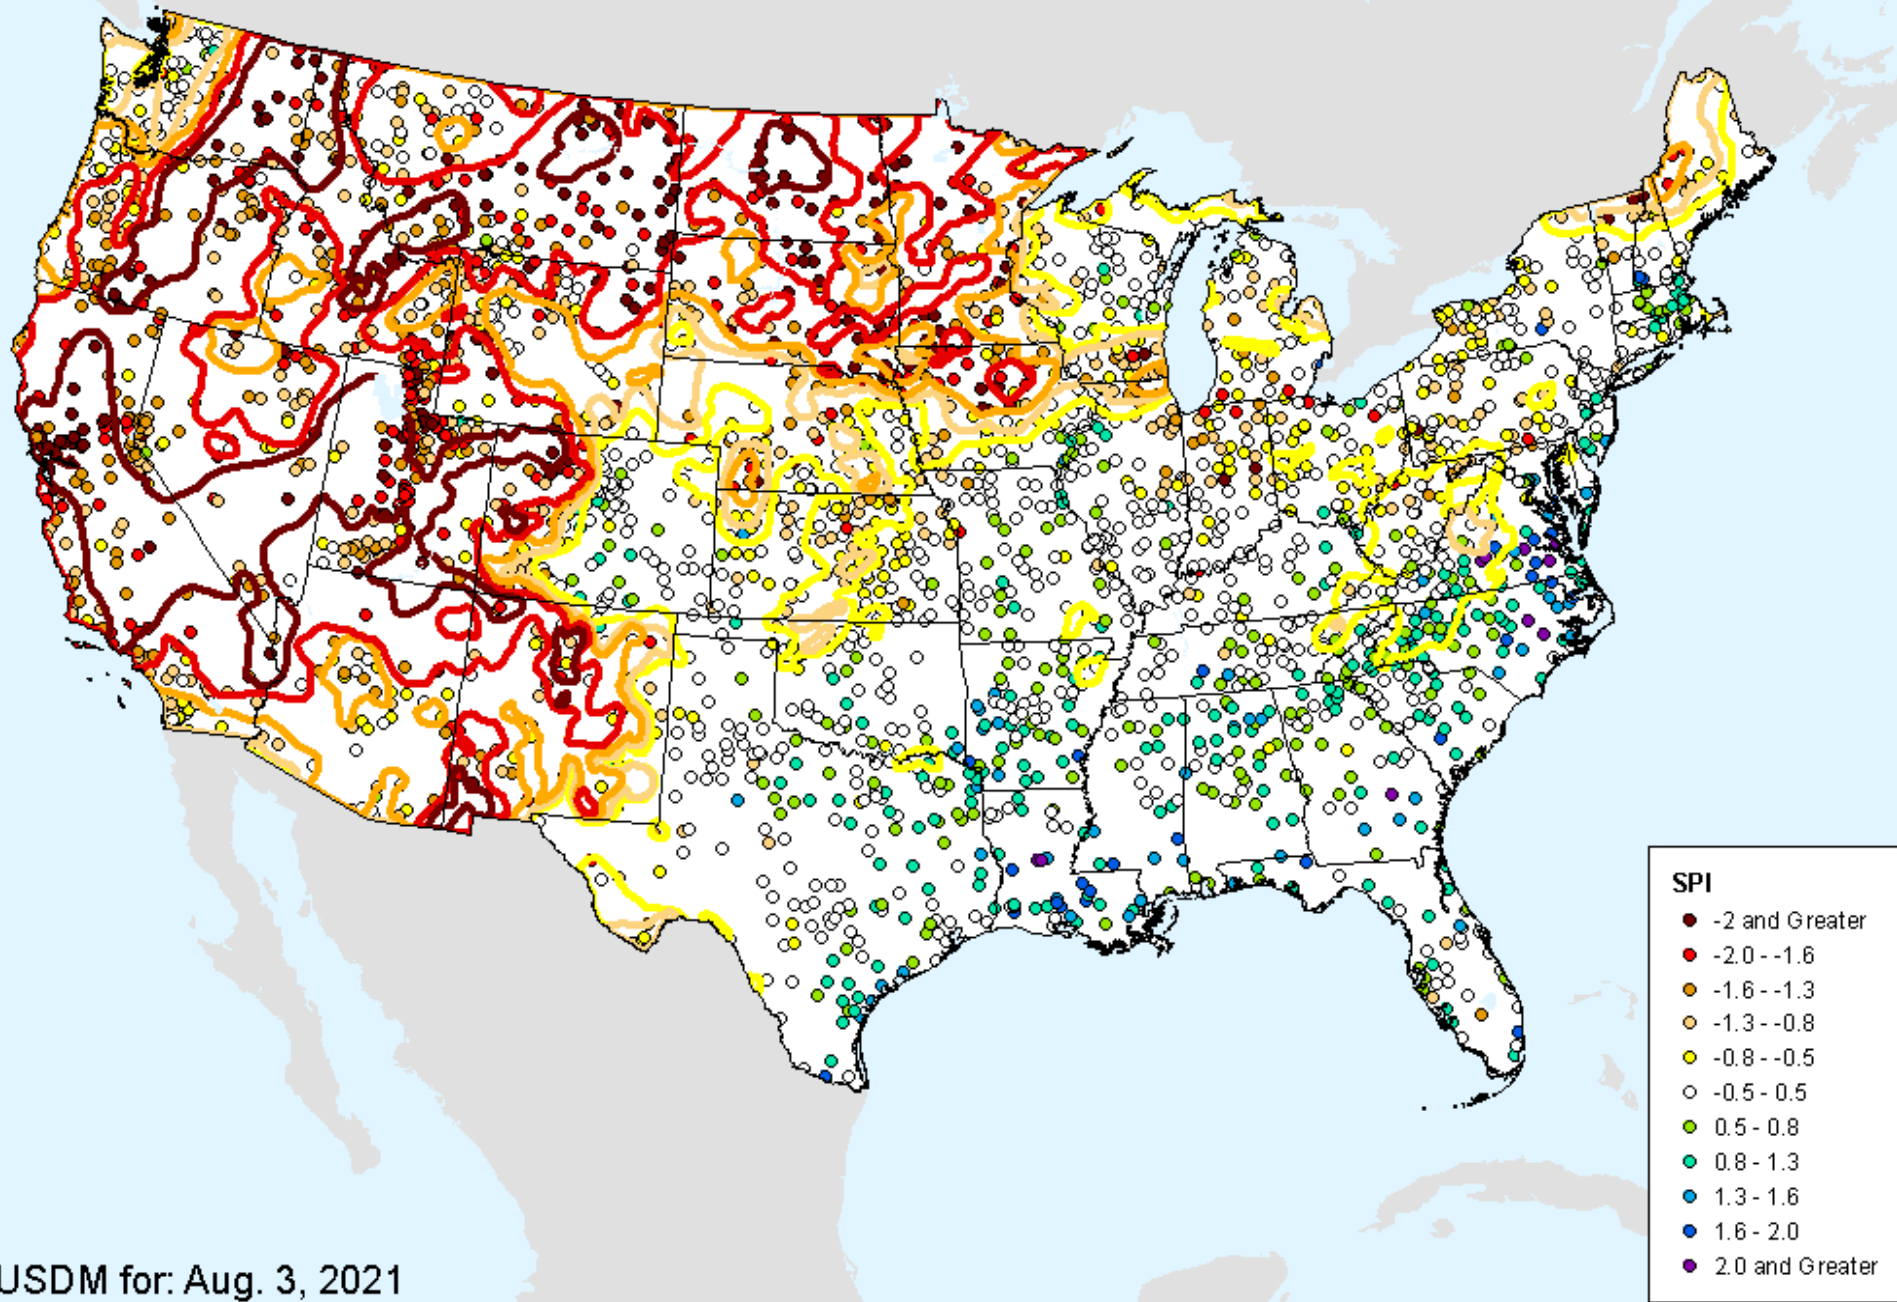 SPI
-2 and Greater
-2.0 - -1.6
-1.6 - -1.3
-1.3 - -0.8
-0.8 - -0.5
-0.5 - 0.5
0.5 - 0.8
0.8 - 1.3
1.3 - 1.6
1.6 - 2.0
2.0 and Greater
USDM for: Aug. 3, 2021